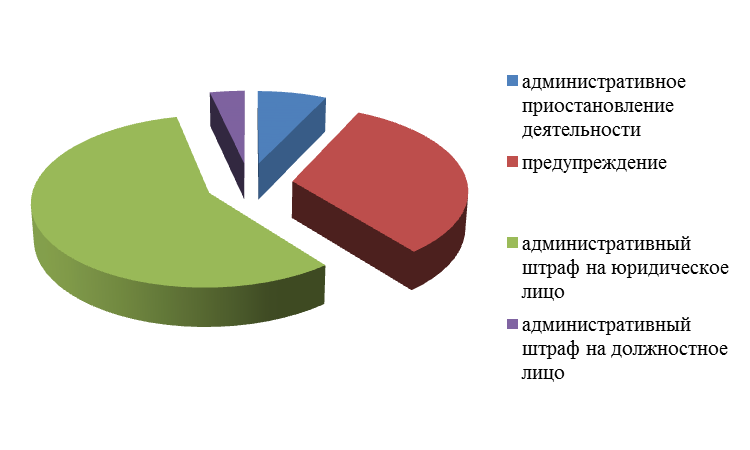 административное
приостановление
деятельности
предупреждение
административный
штраф на юридическое
лицо
административный
штраф на должностное
лицо